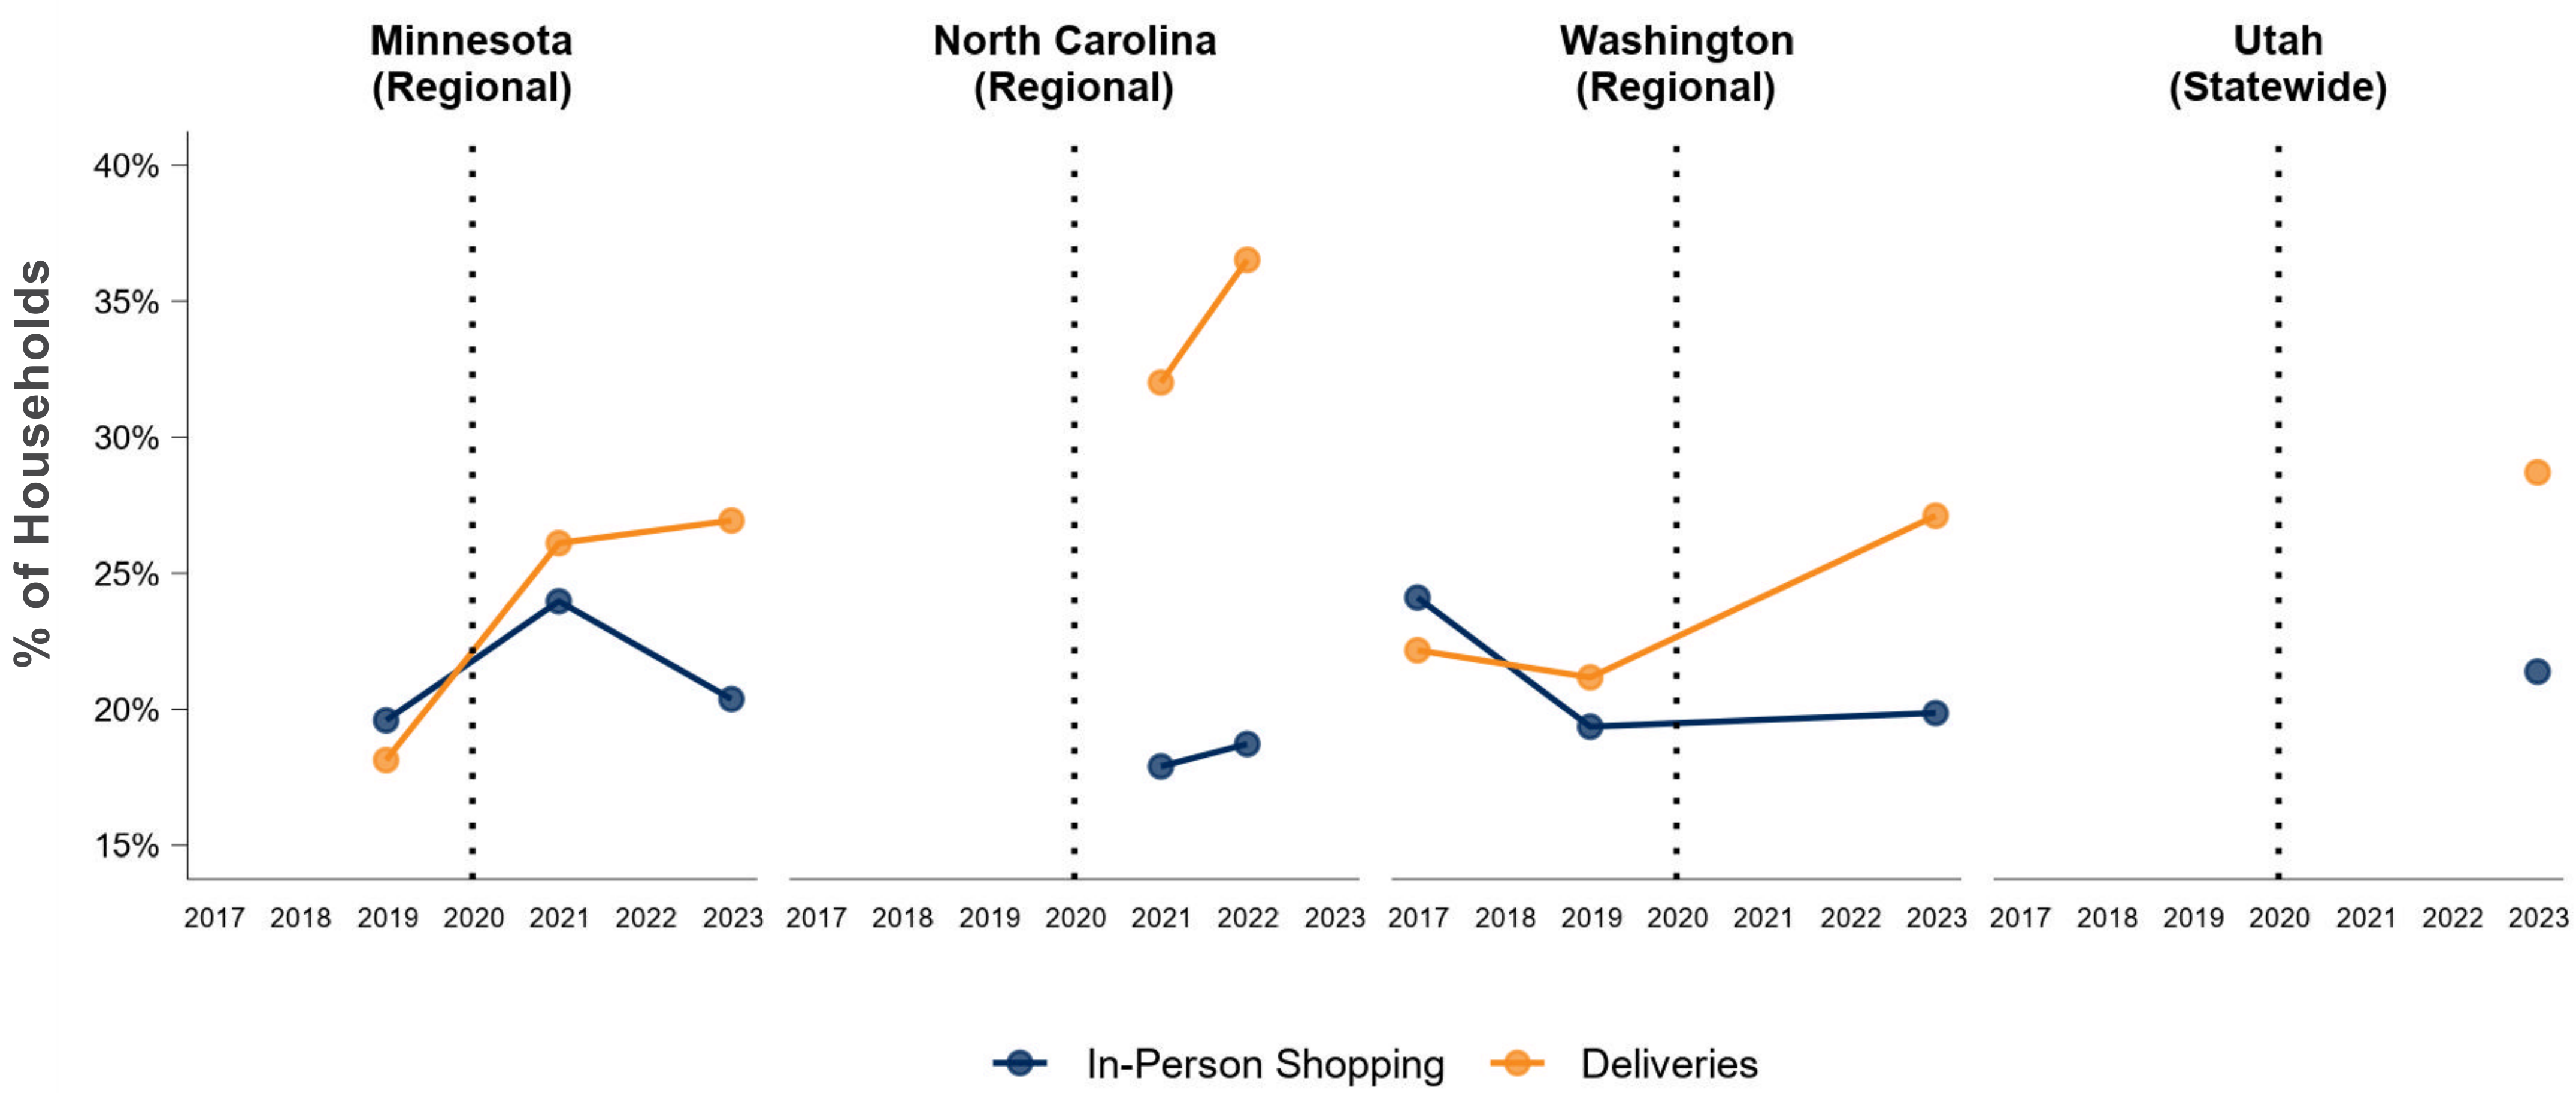 Minnesota
(Regional)
North Carolina
(Regional)
Washington
(Regional)
Utah
(Statewide)
% of Households
40%
35%
30%
25%
20%
15%
2017 2018 2019 2020 2021 2022 2023
2017 2018 2019 2020 2021 2022 2023
2017 2018 2019 2020 2021 2022 2023
2017 2018 2019 2020 2021 2022 2023
In-Person Shopping
Deliveries